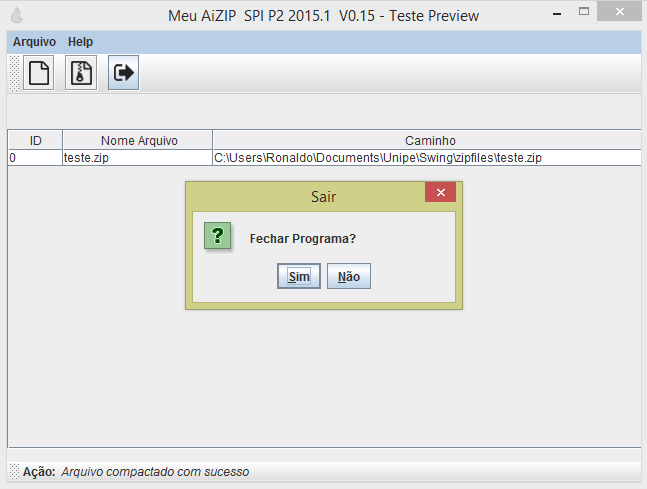 Meu AiZIP SPI P2 2015.1 V0.15 - Teste Preview
Arquivo Help
ID Nome Arquivo Caminho
0 teste.zip C:\Users\Ronaldo\Documents\Unipe\Swing\zipfiles\teste.zip
Sair
? Fechar Programa?
Sim Não
Ação: Arquivo compactado com sucesso